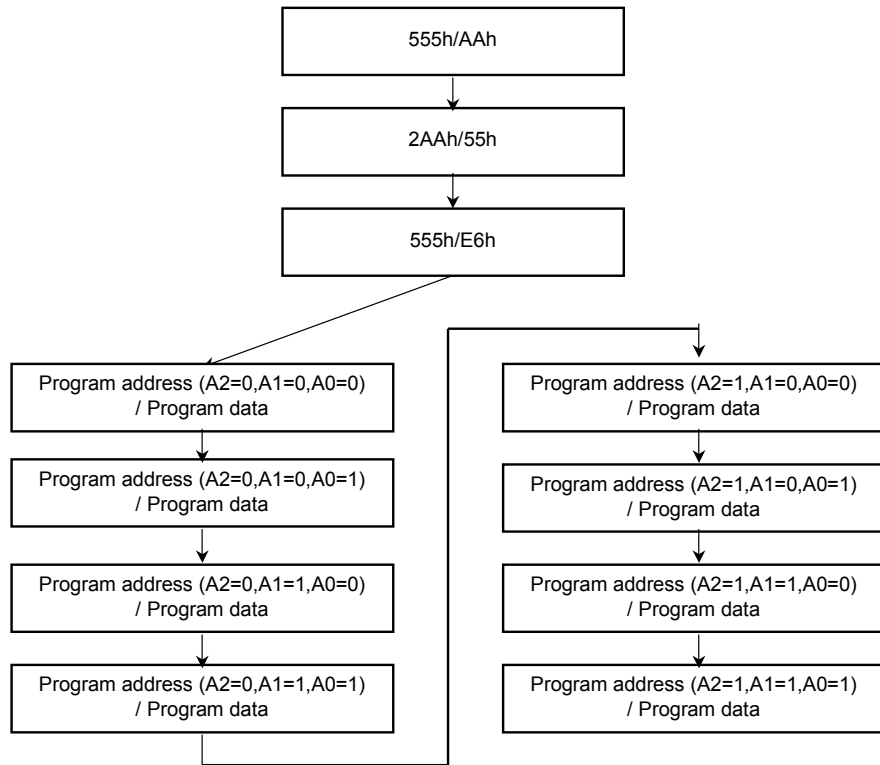 555h/AAh
2AAh/55h
555h/E6h
Program address (A2=0,A1=0,A0=0)
/ Program data
Program address (A2=0,A1=0,A0=1)
/ Program data
Program address (A2=0,A1=1,A0=0)
/ Program data
Program address (A2=0,A1=1,A0=1)
/ Program data
Program address (A2=1,A1=0,A0=0)
/ Program data
Program address (A2=1,A1=0,A0=1)
/ Program data
Program address (A2=1,A1=1,A0=0)
/ Program data
Program address (A2=1,A1=1,A0=1)
/ Program data